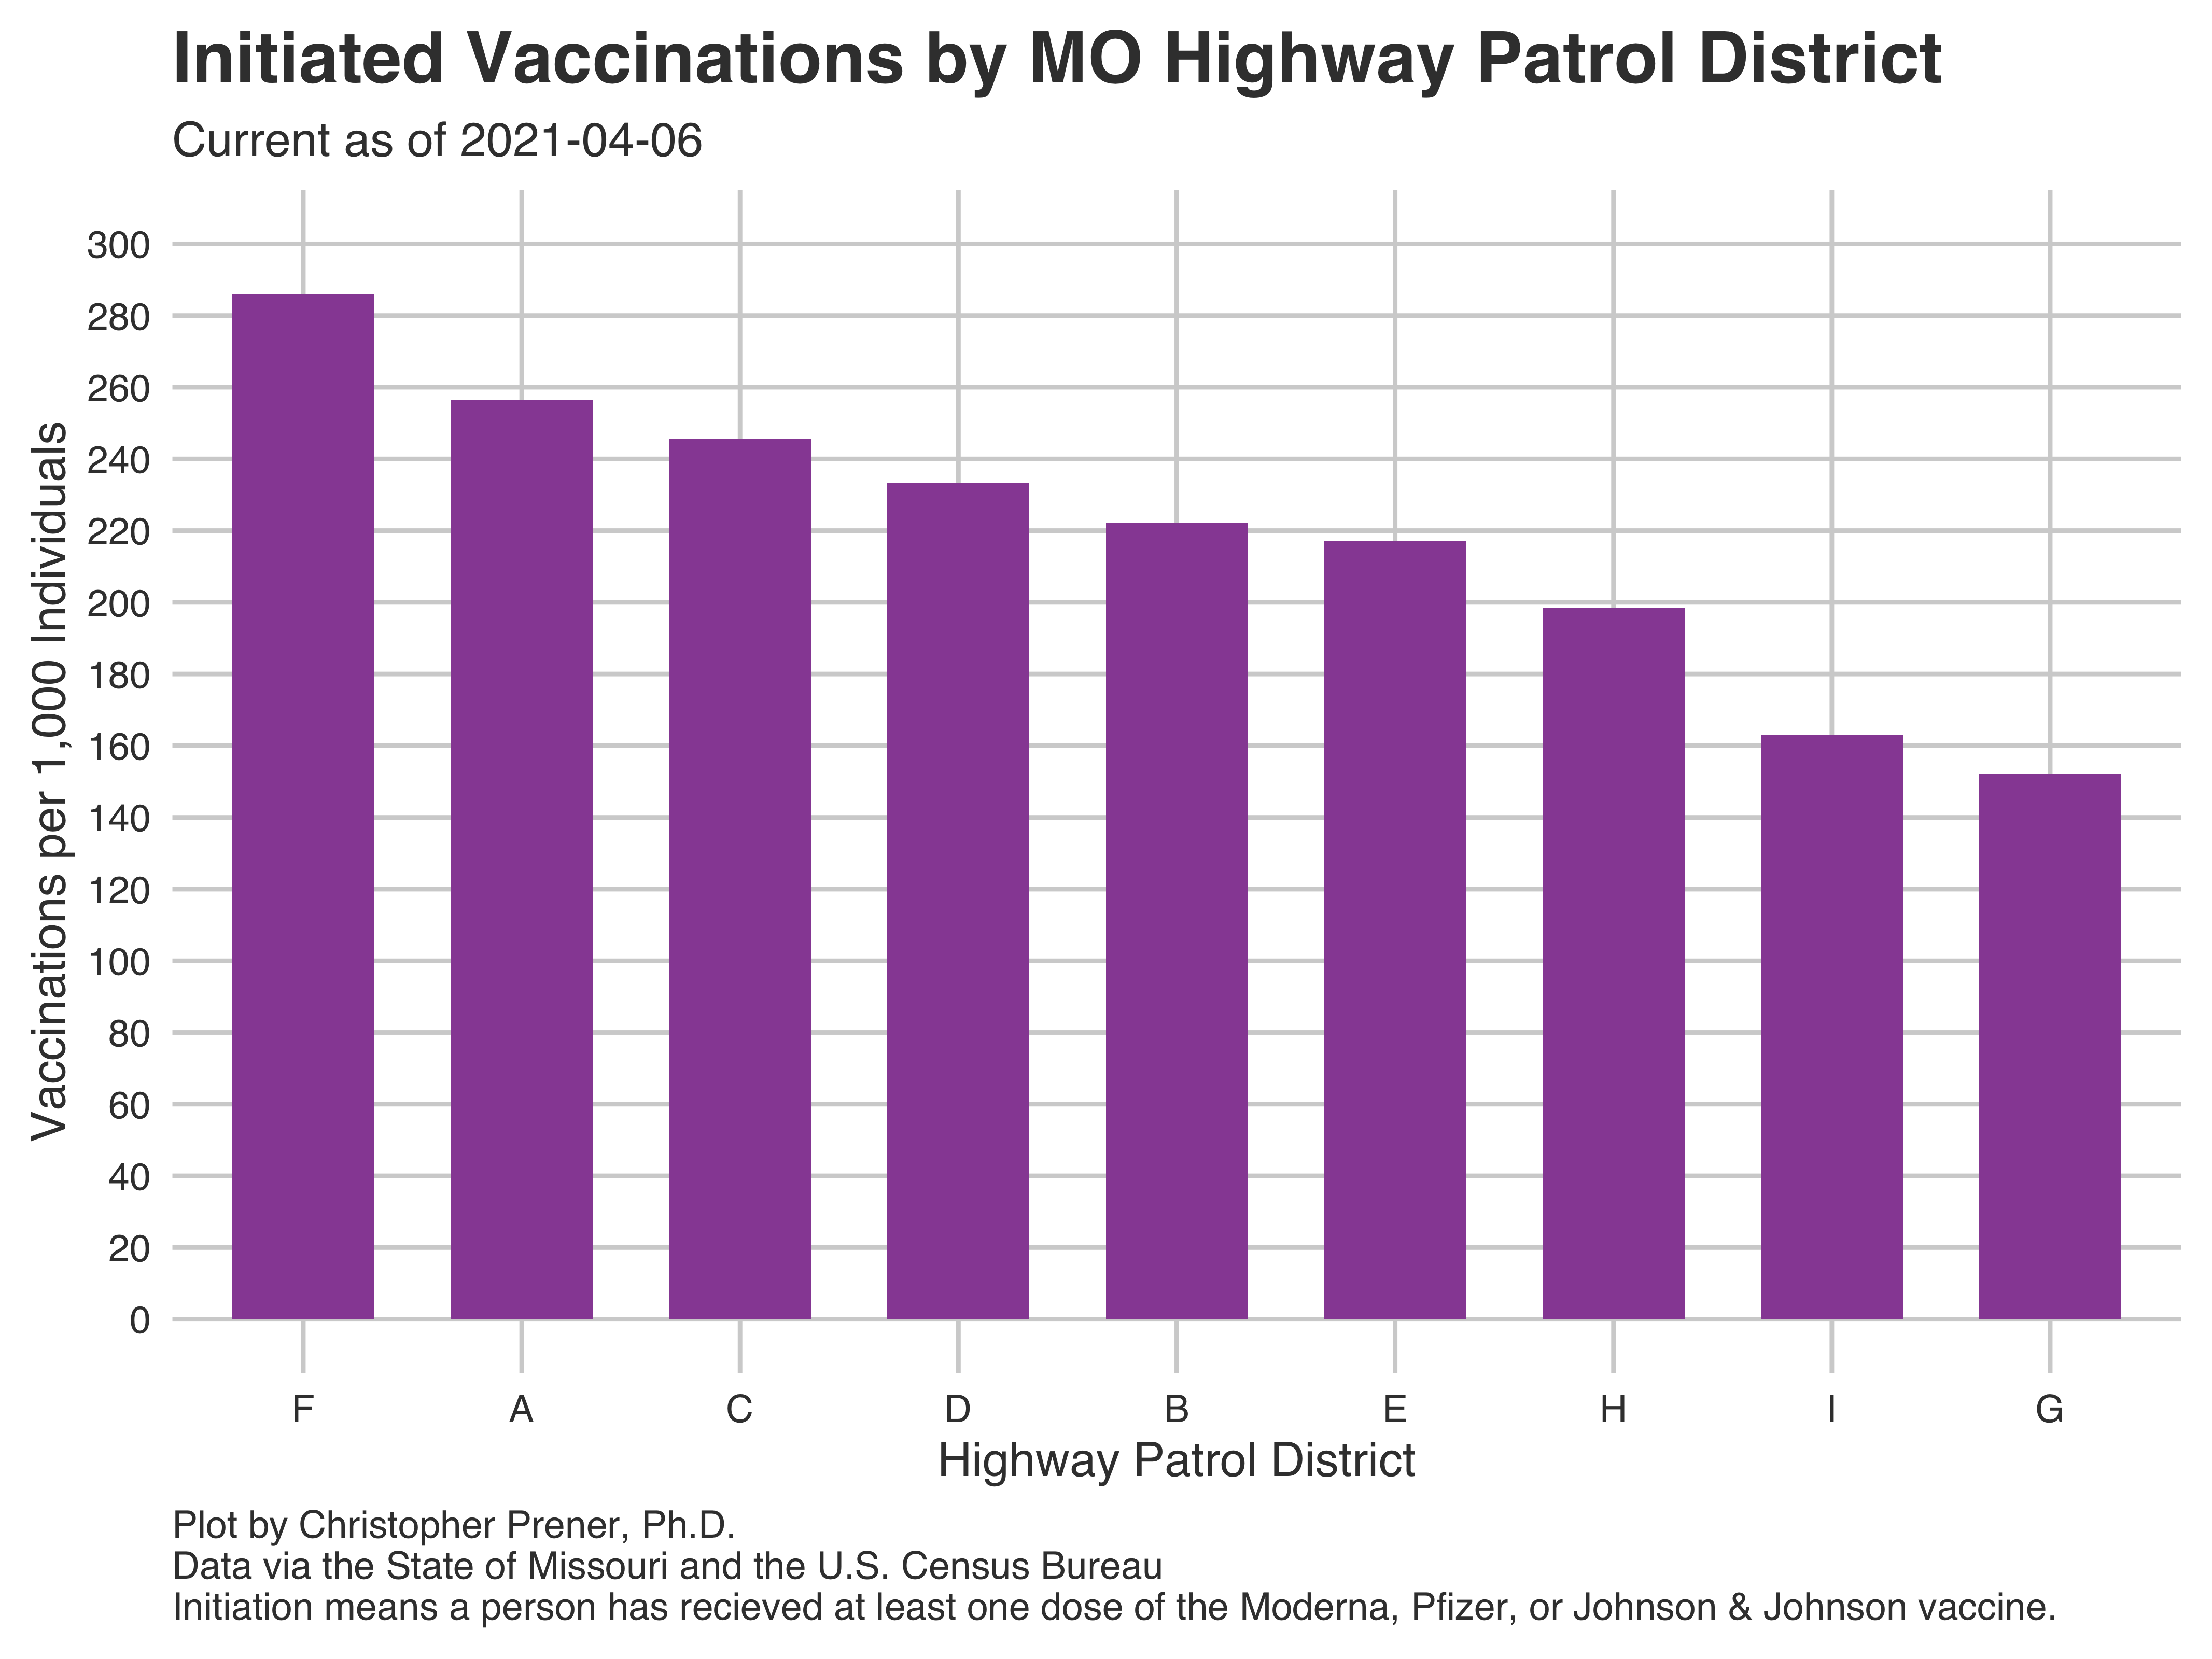 Initiated Vaccinations by MO Highway Patrol District
Current as of 2021-04-06
Vaccinations per 1,000 Individuals
300
280
260
240
220
200
180
160
140
120
100
80
60
40
20
0
F A C D B E H I G
Highway Patrol District
Plot by Christopher Prener, Ph.D.
Data via the State of Missouri and the U.S. Census Bureau
Initiation means a person has recieved at least one dose of the Moderna, Pfizer, or Johnson & Johnson vaccine.